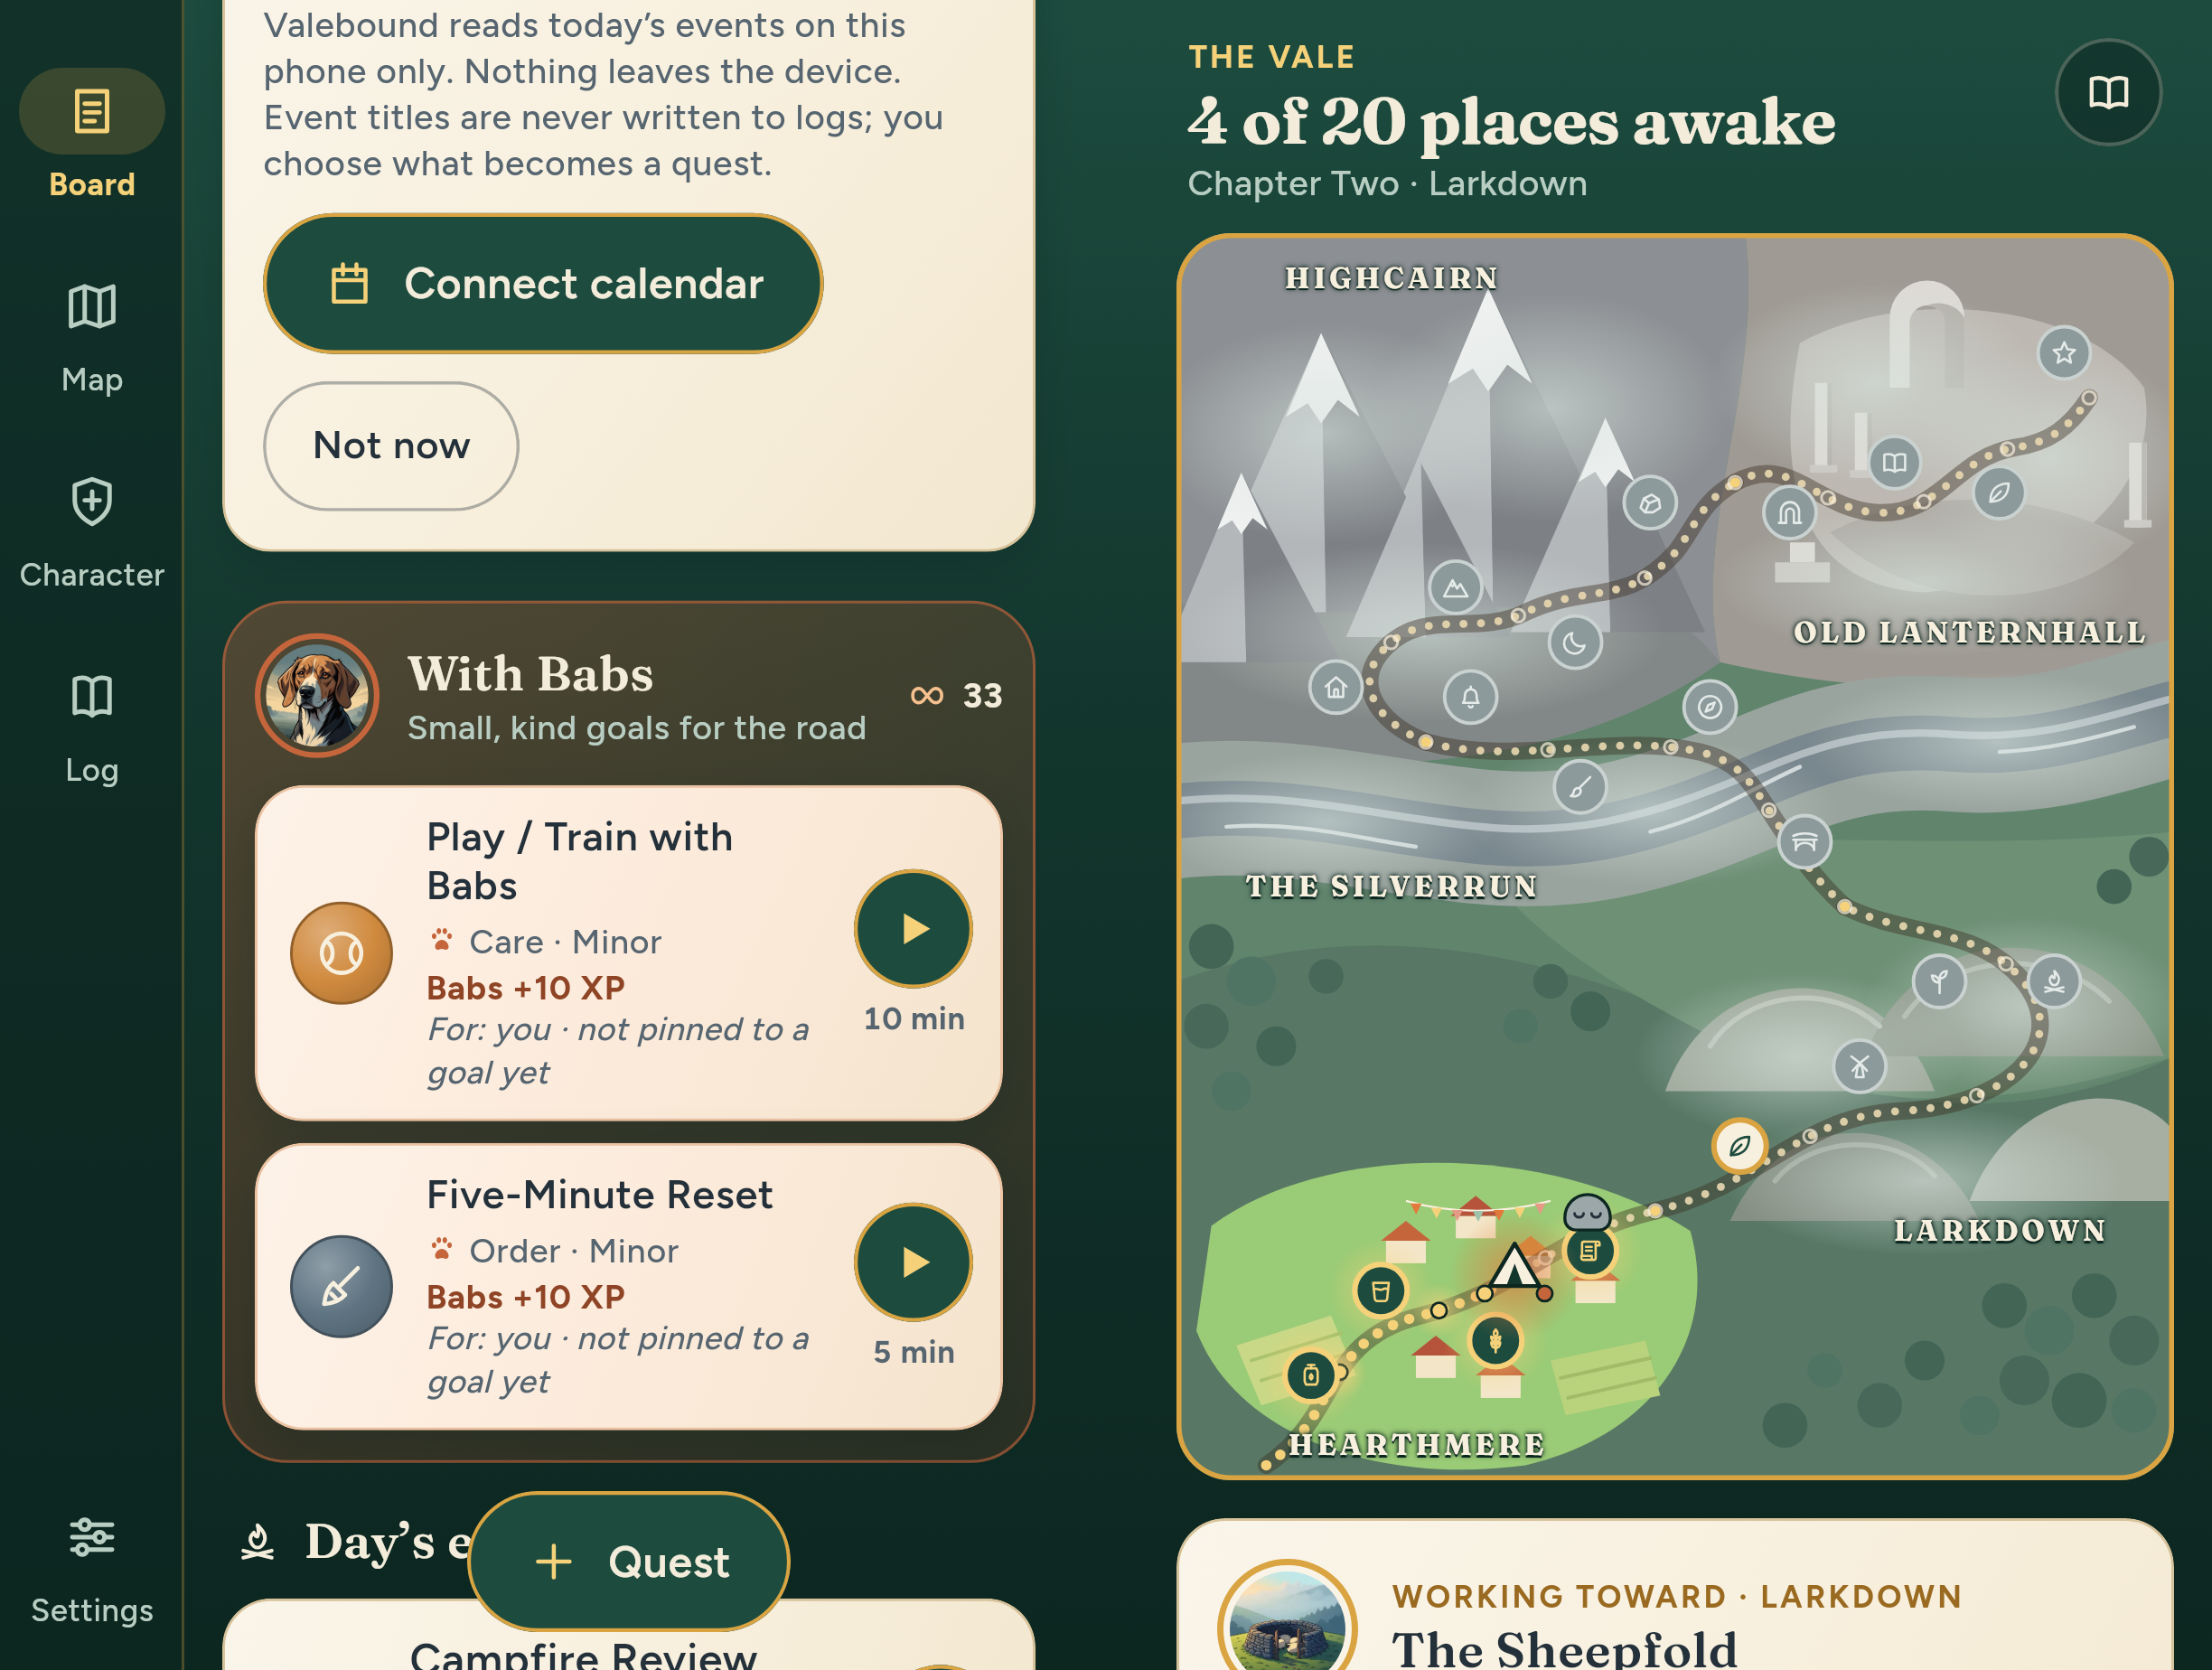 Board
Map
Character
Log
Settings
Valebound reads today’s events on this
phone only. Nothing leaves the device.
Event titles are never written to logs; you
choose what becomes a quest.
Connect calendar
Not now
With Babs
Small, kind goals for the road
∞ 33
Play / Train with
Babs
Care · Minor
Babs +10 XP
For: you · not pinned to a
goal yet
10 min
Five-Minute Reset
Order · Minor
Babs +10 XP
For: you · not pinned to a
goal yet
5 min
Day’s
+ Quest
Campfire Review
THE VALE
4 of 20 places awake
Chapter Two · Larkdown
HIGHCAIRN
OLD LANTERNHALL
THE SILVERRUN
LARKDOWN
HEARTHMERE
WORKING TOWARD · LARKDOWN
The Sheepfold